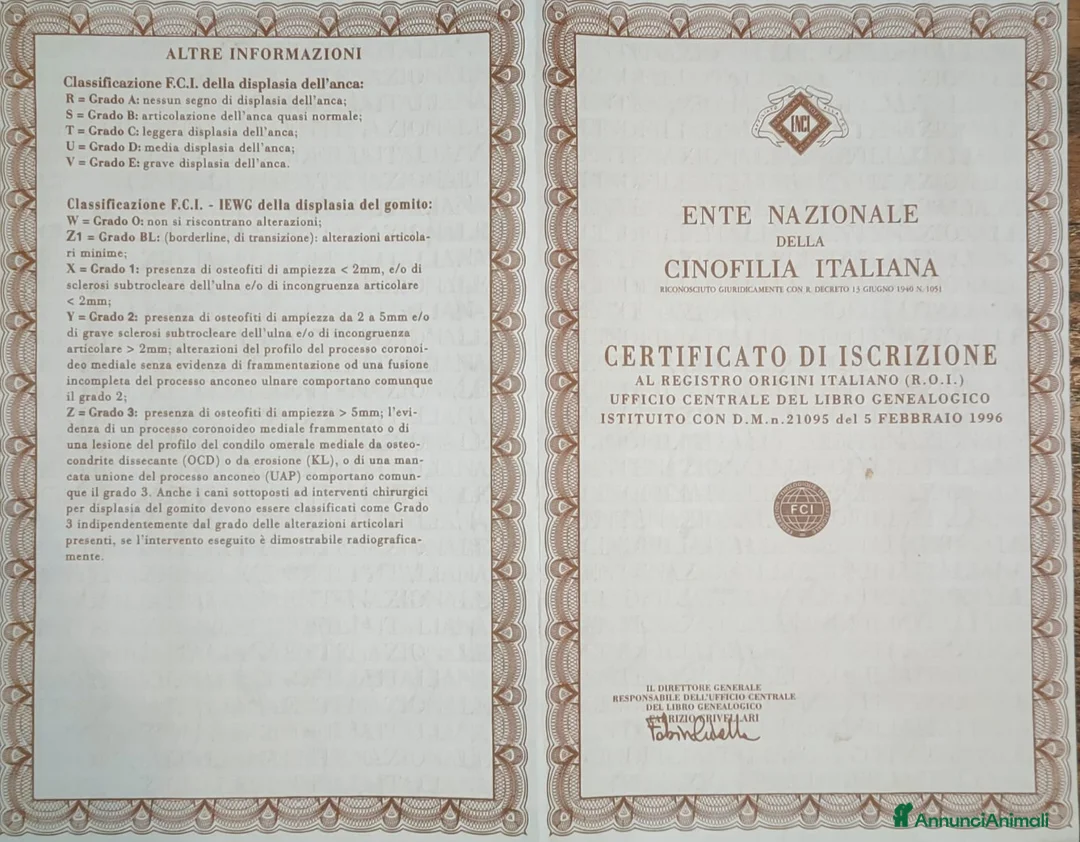 ALTRE INFORMAZIONI
Classificazione F.C.I. della displasia dell'anca:
R = Grado A: nessun segno di displasia dell'anca;
S = Grado B: articolazione dell'anca quasi normale;
T = Grado C: leggera displasia dell'anca;
U = Grado D: media displasia dell'anca;
V = Grado E: grave displasia dell'anca.
Classificazione F.C.I. - IEWG della displasia del gomito:
W = Grado O: non si riscontrano alterazioni;
Z1 = Grado BL: (borderline, di transizione): alterazioni articola-
ri minime;
X = Grado 1: presenza di osteofiti di ampiezza < 2mm, e/o di
sclerosi subtrocleare dell'ulna e/o di incongruenza articolare
< 2mm;
Y = Grado 2: presenza di osteofiti di ampiezza da 2 a 5mm e/o
di grave sclerosi subtrocleare dell'ulna e/o di incongruenza
articolare > 2mm; alterazioni del profilo del processo coronoi-
deo mediale senza evidenza di frammentazione od una fusione
incompleta del processo anconeo ulnare comportano comunque
il grado 2;
Z = Grado 3: presenza di osteofiti di ampiezza > 5mm; l'evi-
denza di un processo coronoideo mediale frammentato o di
una lesione del profilo del condilo omerale mediale da osteo-
condrite dissecante (OCD) o da erosione (KL), o di una man-
cata unione del processo anconeo (UAP) comportano comun-
que il grado 3. Anche i cani sottoposti ad interventi chirurgici
per displasia del gomito devono essere classificati come Grado
3 indipendentemente dal grado delle alterazioni articolari
presenti, se l'intervento eseguito è dimostrabile radiografica-
mente.
ENCI
ENTE NAZIONALE
DELLA
CINOFILIA ITALIANA
RICONOSCIUTO GIURIDICAMENTE CON R. DECRETO 13 GIUGNO 1940 N. 1051
CERTIFICATO DI ISCRIZIONE
AL REGISTRO ORIGINI ITALIANO (R.O.I.)
UFFICIO CENTRALE DEL LIBRO GENEALOGICO
ISTITUITO CON D.M.n.21095 del 5 FEBBRAIO 1996
FCI
IL DIRETTORE GENERALE
RESPONSABILE DELL'UFFICIO CENTRALE
DEL LIBRO GENEALOGICO
FABRIZIO CRIVELLARI
AnnunciAnimali